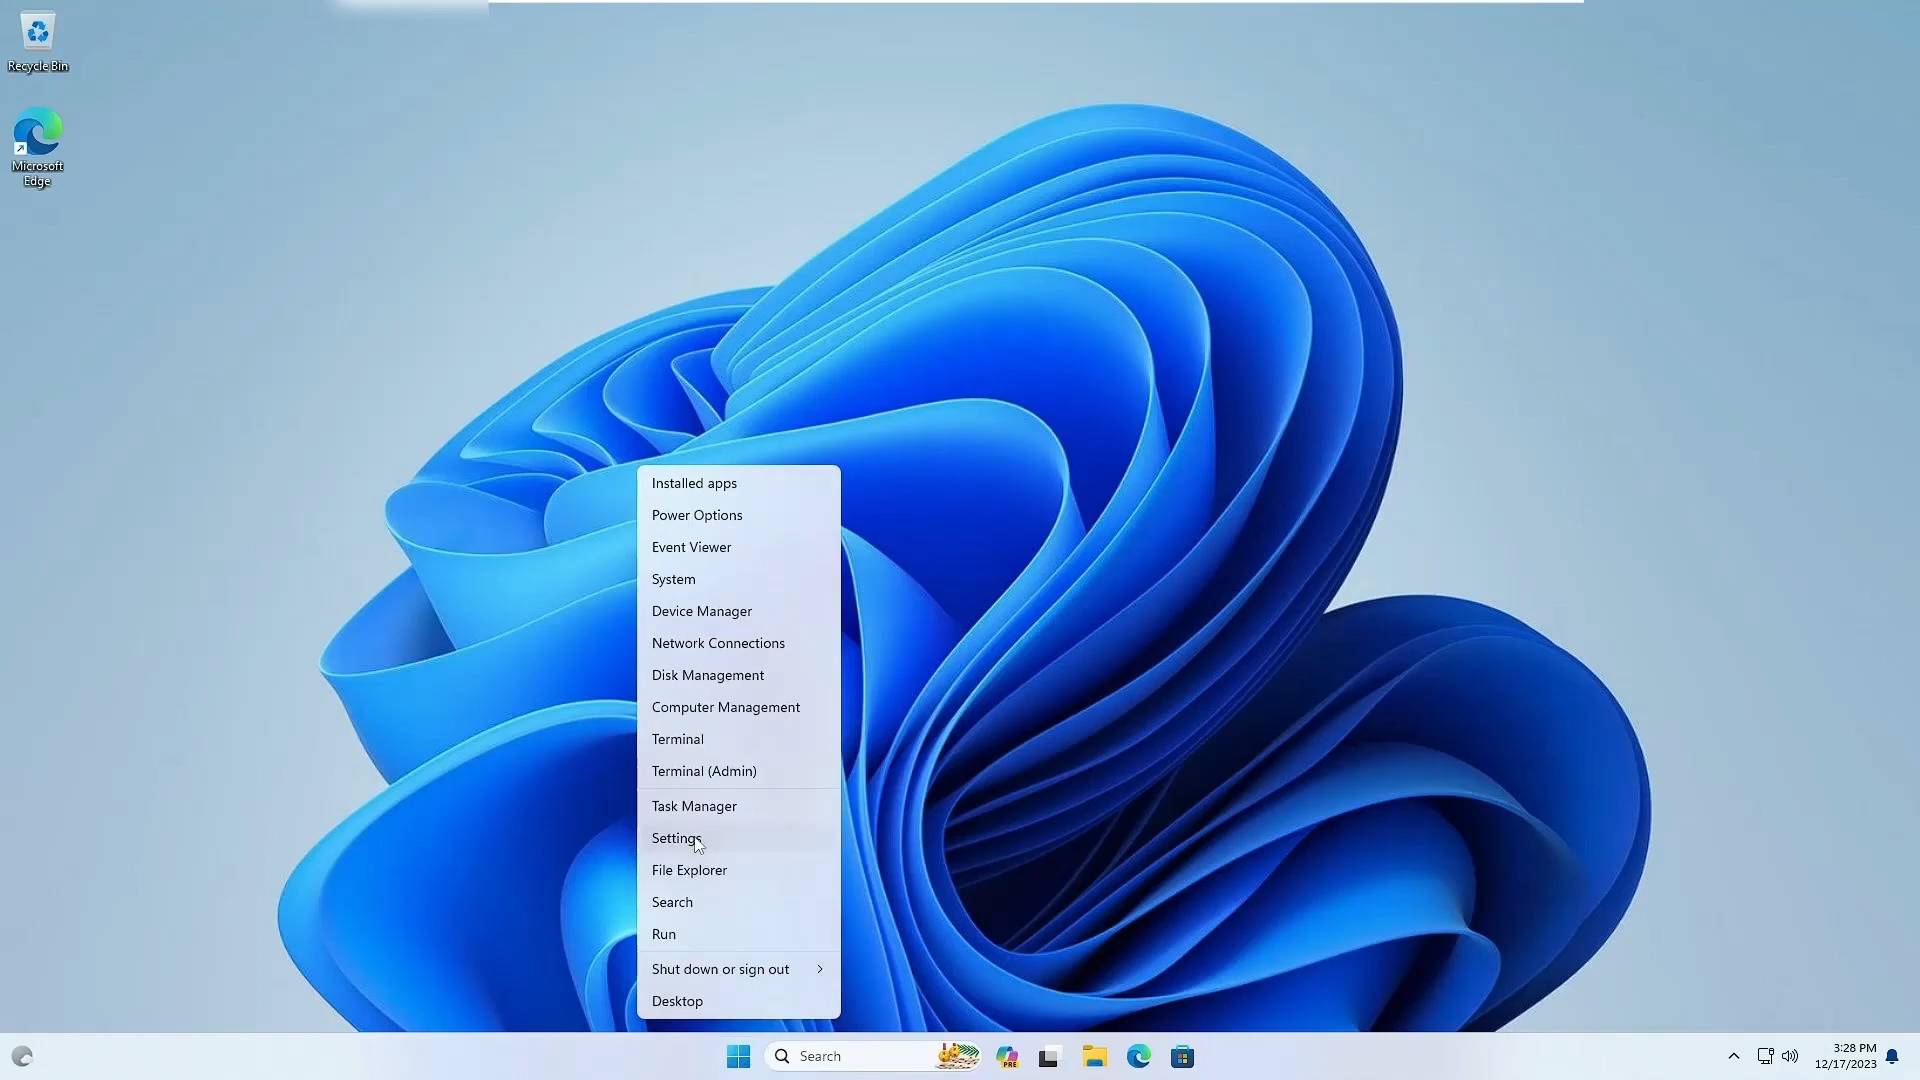 Recycle Bin
Microsoft
Edge
Installed apps
Power Options
Event Viewer
System
Device Manager
Network Connections
Disk Management
Computer Management
Terminal
Terminal (Admin)
Task Manager
Settings
File Explorer
Search
Run
Shut down or sign out
Desktop
Search
PRE
3:28 PM
12/17/2023